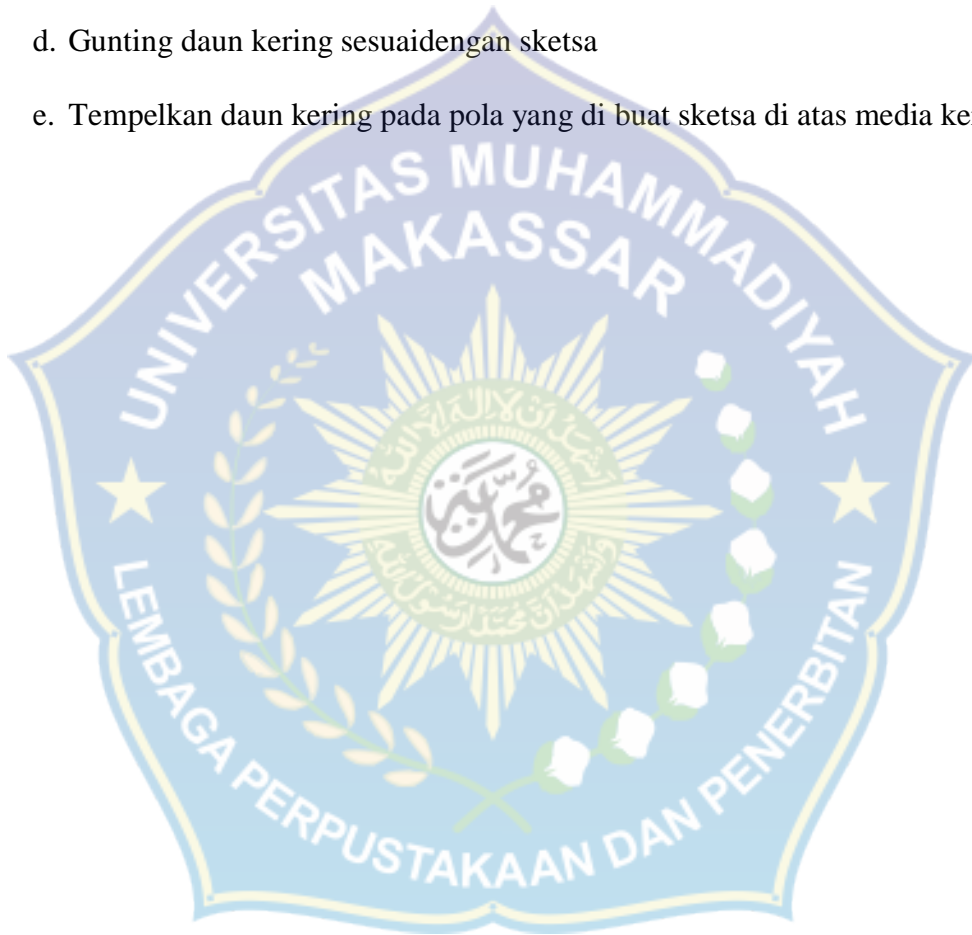 d. Gunting daun kering sesuaidengan sketsa
e. Tempelkan daun kering pada pola yang di buat sketsa di atas media
UNIVERSITAS MUHAMMADIYAH
MAKASSAR
LEMBAGA PERPUSTAKAAN DAN PENERBITAN